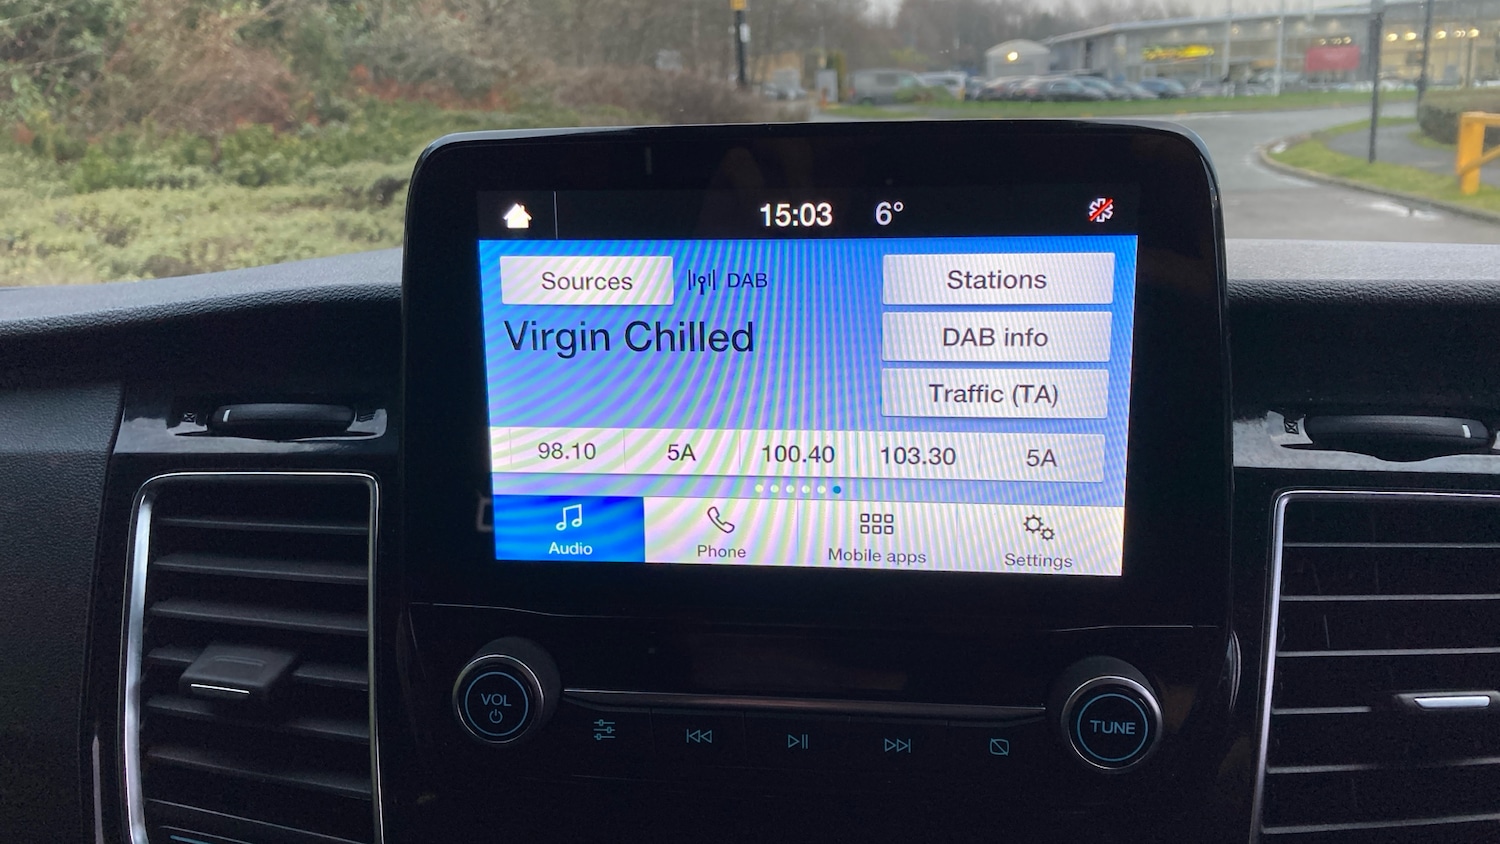 15:03 6°
Sources DAB Stations
Virgin Chilled DAB info
Traffic (TA)
98.10 5A 100.40 103.30 5A
Audio Phone Mobile apps Settings
VOL TUNE